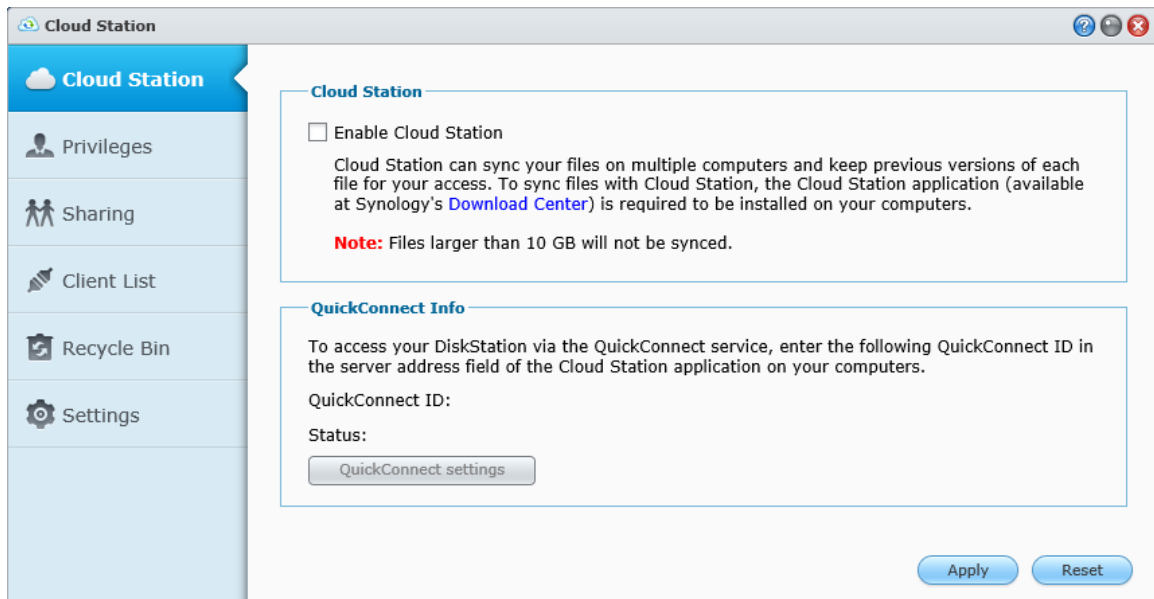 Cloud Station
Cloud Station
Privileges
Sharing
Client List
Recycle Bin
Settings
Cloud Station
Enable Cloud Station
Cloud Station can sync your files on multiple computers and keep previous versions of each
file for your access. To sync files with Cloud Station, the Cloud Station application (available
at Synology's Download Center) is required to be installed on your computers.
Note: Files larger than 10 GB will not be synced.
QuickConnect Info
To access your DiskStation via the QuickConnect service, enter the following QuickConnect ID in
the server address field of the Cloud Station application on your computers.
QuickConnect ID:
Status:
QuickConnect settings
Apply Reset